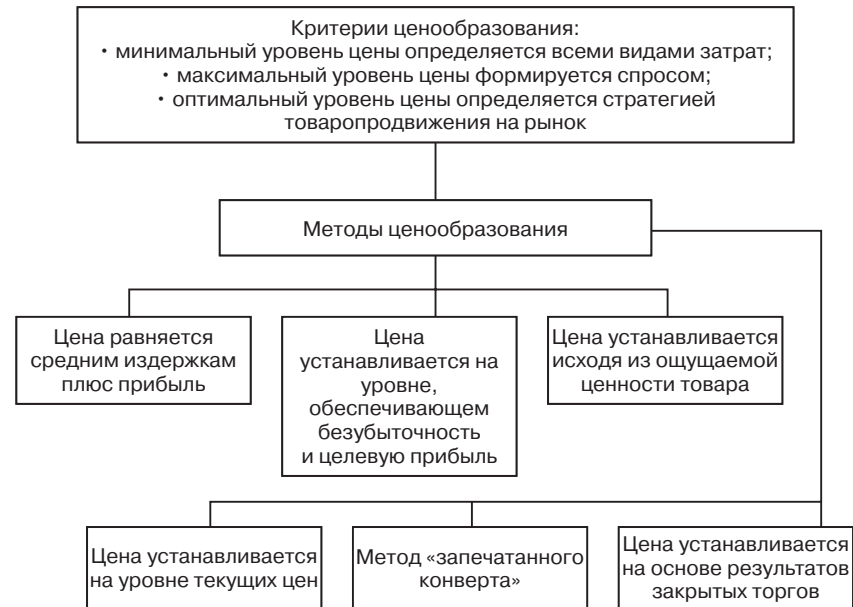 Критерии ценообразования:
• минимальный уровень цены определяется всеми видами затрат;
• максимальный уровень цены формируется спросом;
• оптимальный уровень цены определяется стратегией
товаропродвижения на рынок
Методы ценообразования
Цена равняется
средним издержкам
плюс прибыль
Цена
устанавливается на
уровне,
обеспечивающем
безубыточность
и целевую прибыль
Цена устанавливается
исходя из ощущаемой
ценности товара
Цена устанавливается
на уровне текущих цен
Метод «запечатанного
конверта»
Цена устанавливается
на основе результатов
закрытых торгов